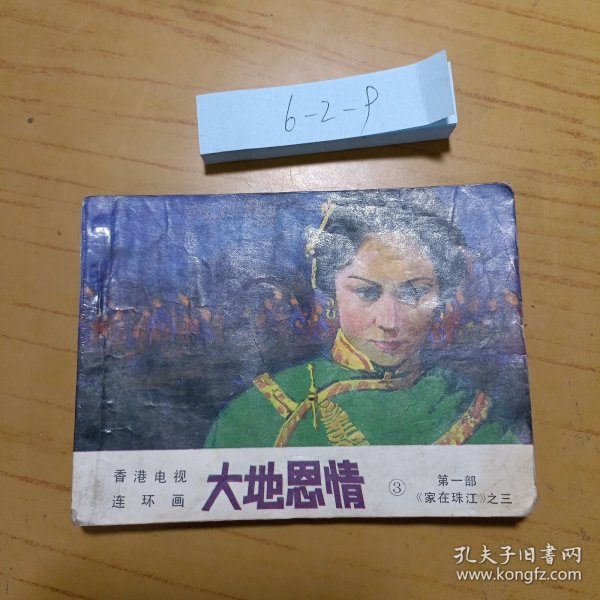 6-2-9
香港电视
连环画
大地恩情
③
第一部
《家在珠江》之三
孔夫子旧书网
www.kongfz.com